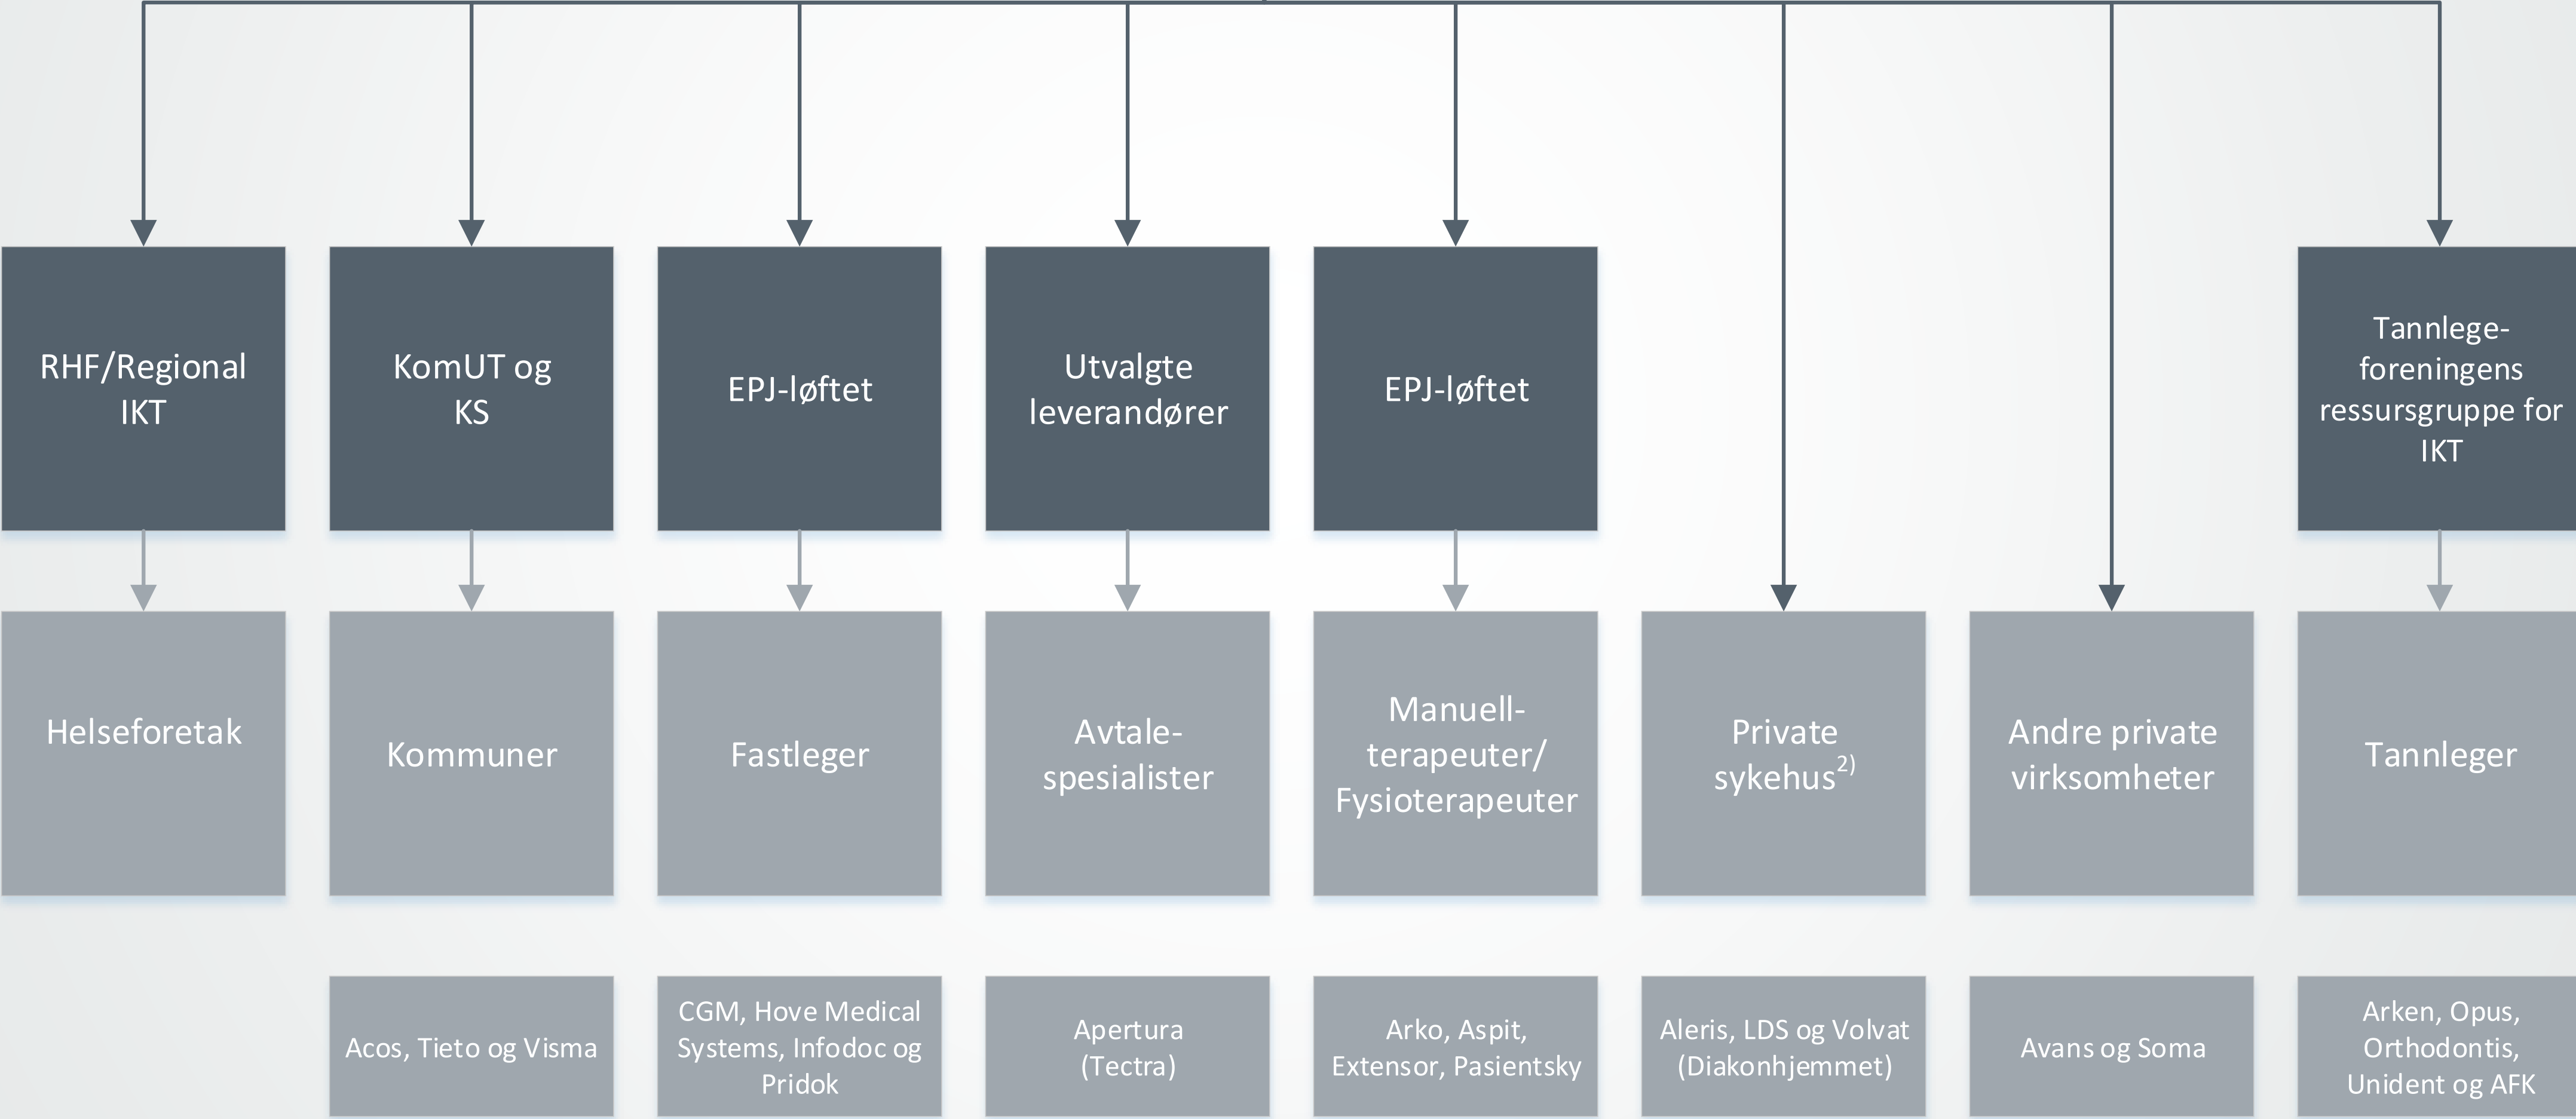 RHF/Regional
IKT
KomUT og
KS
EPJ-løftet
Utvalgte
leverandører
EPJ-løftet
Tannlege-
foreningens
ressursgruppe for
IKT
Helseforetak
Kommuner
Fastleger
Avtale-
spesialister
Manuell-
terapeuter/
Fysioterapeuter
Private
sykehus2)
Andre private
virksomheter
Tannleger
Acos, Tieto og Visma
CGM, Hove Medical
Systems, Infodoc og
Pridok
Apertura
(Tectra)
Arko, Aspit,
Extensor, Pasientsky
Aleris, LDS og Volvat
(Diakonhjemmet)
Avans og Soma
Arken, Opus,
Orthodontis,
Unident og AFK